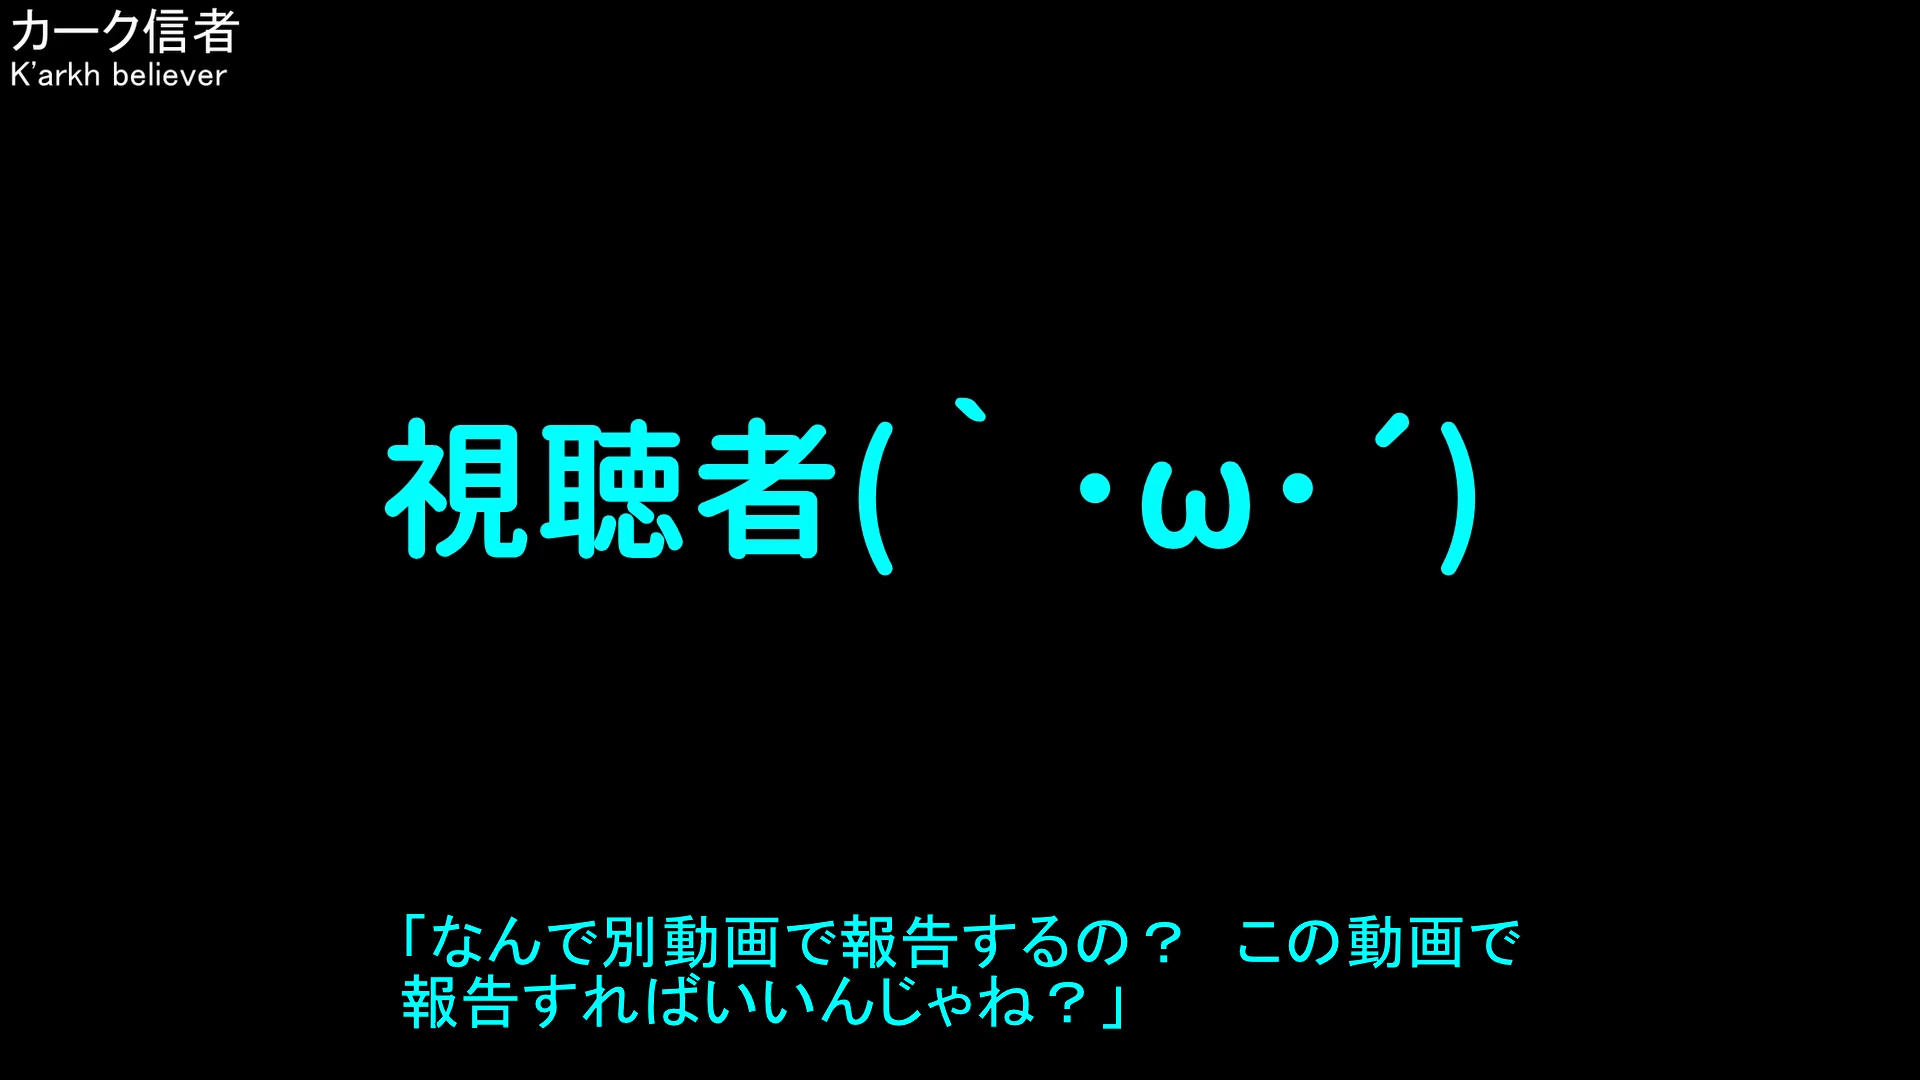 カーク信者
K'arkh believer
視聴者(｀･ω･´)
「なんで別動画で報告するの？　この動画で
報告すればいいんじゃね？」